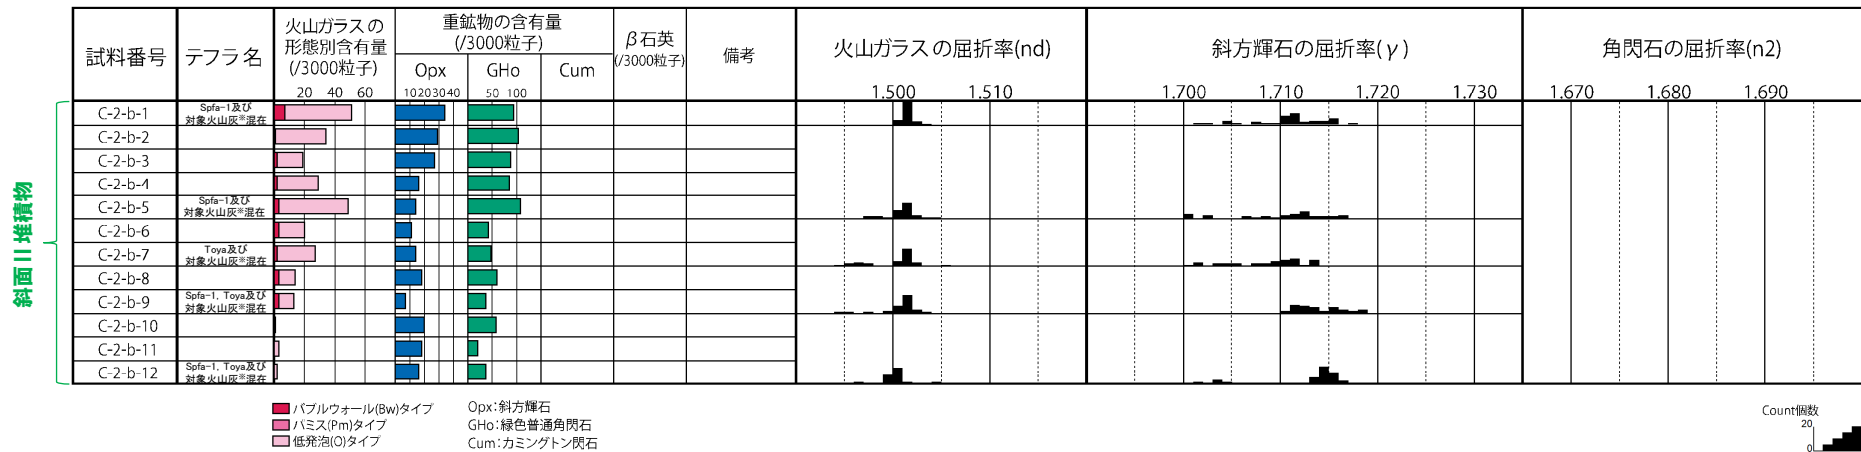 試料番号
テフラ名
火山ガラスの
形態別含有量
(/3000粒子)
20 40 60
重鉱物の含有量
(/3000粒子)
Opx
10 20 30 40
GHo
50 100
Cum
β石英
(/3000粒子)
備考
火山ガラスの屈折率(nd)
1.500 1.510
斜方輝石の屈折率(γ)
1.700 1.710 1.720 1.730
角閃石の屈折率(n2)
1.670 1.680 1.690
斜面II堆積物
C-2-b-1
Spfa-1及び
対象火山灰※混在
C-2-b-2
C-2-b-3
C-2-b-4
C-2-b-5
Spfa-1及び
対象火山灰※混在
C-2-b-6
C-2-b-7
Toya及び
対象火山灰※混在
C-2-b-8
C-2-b-9
Spfa-1, Toya及び
対象火山灰※混在
C-2-b-10
C-2-b-11
C-2-b-12
Spfa-1, Toya及び
対象火山灰※混在
バブルウォール(Bw)タイプ
パミス(Pm)タイプ
低発泡(O)タイプ
Opx:斜方輝石
GHo:緑色普通角閃石
Cum:カミングトン閃石
Count個数
20
0